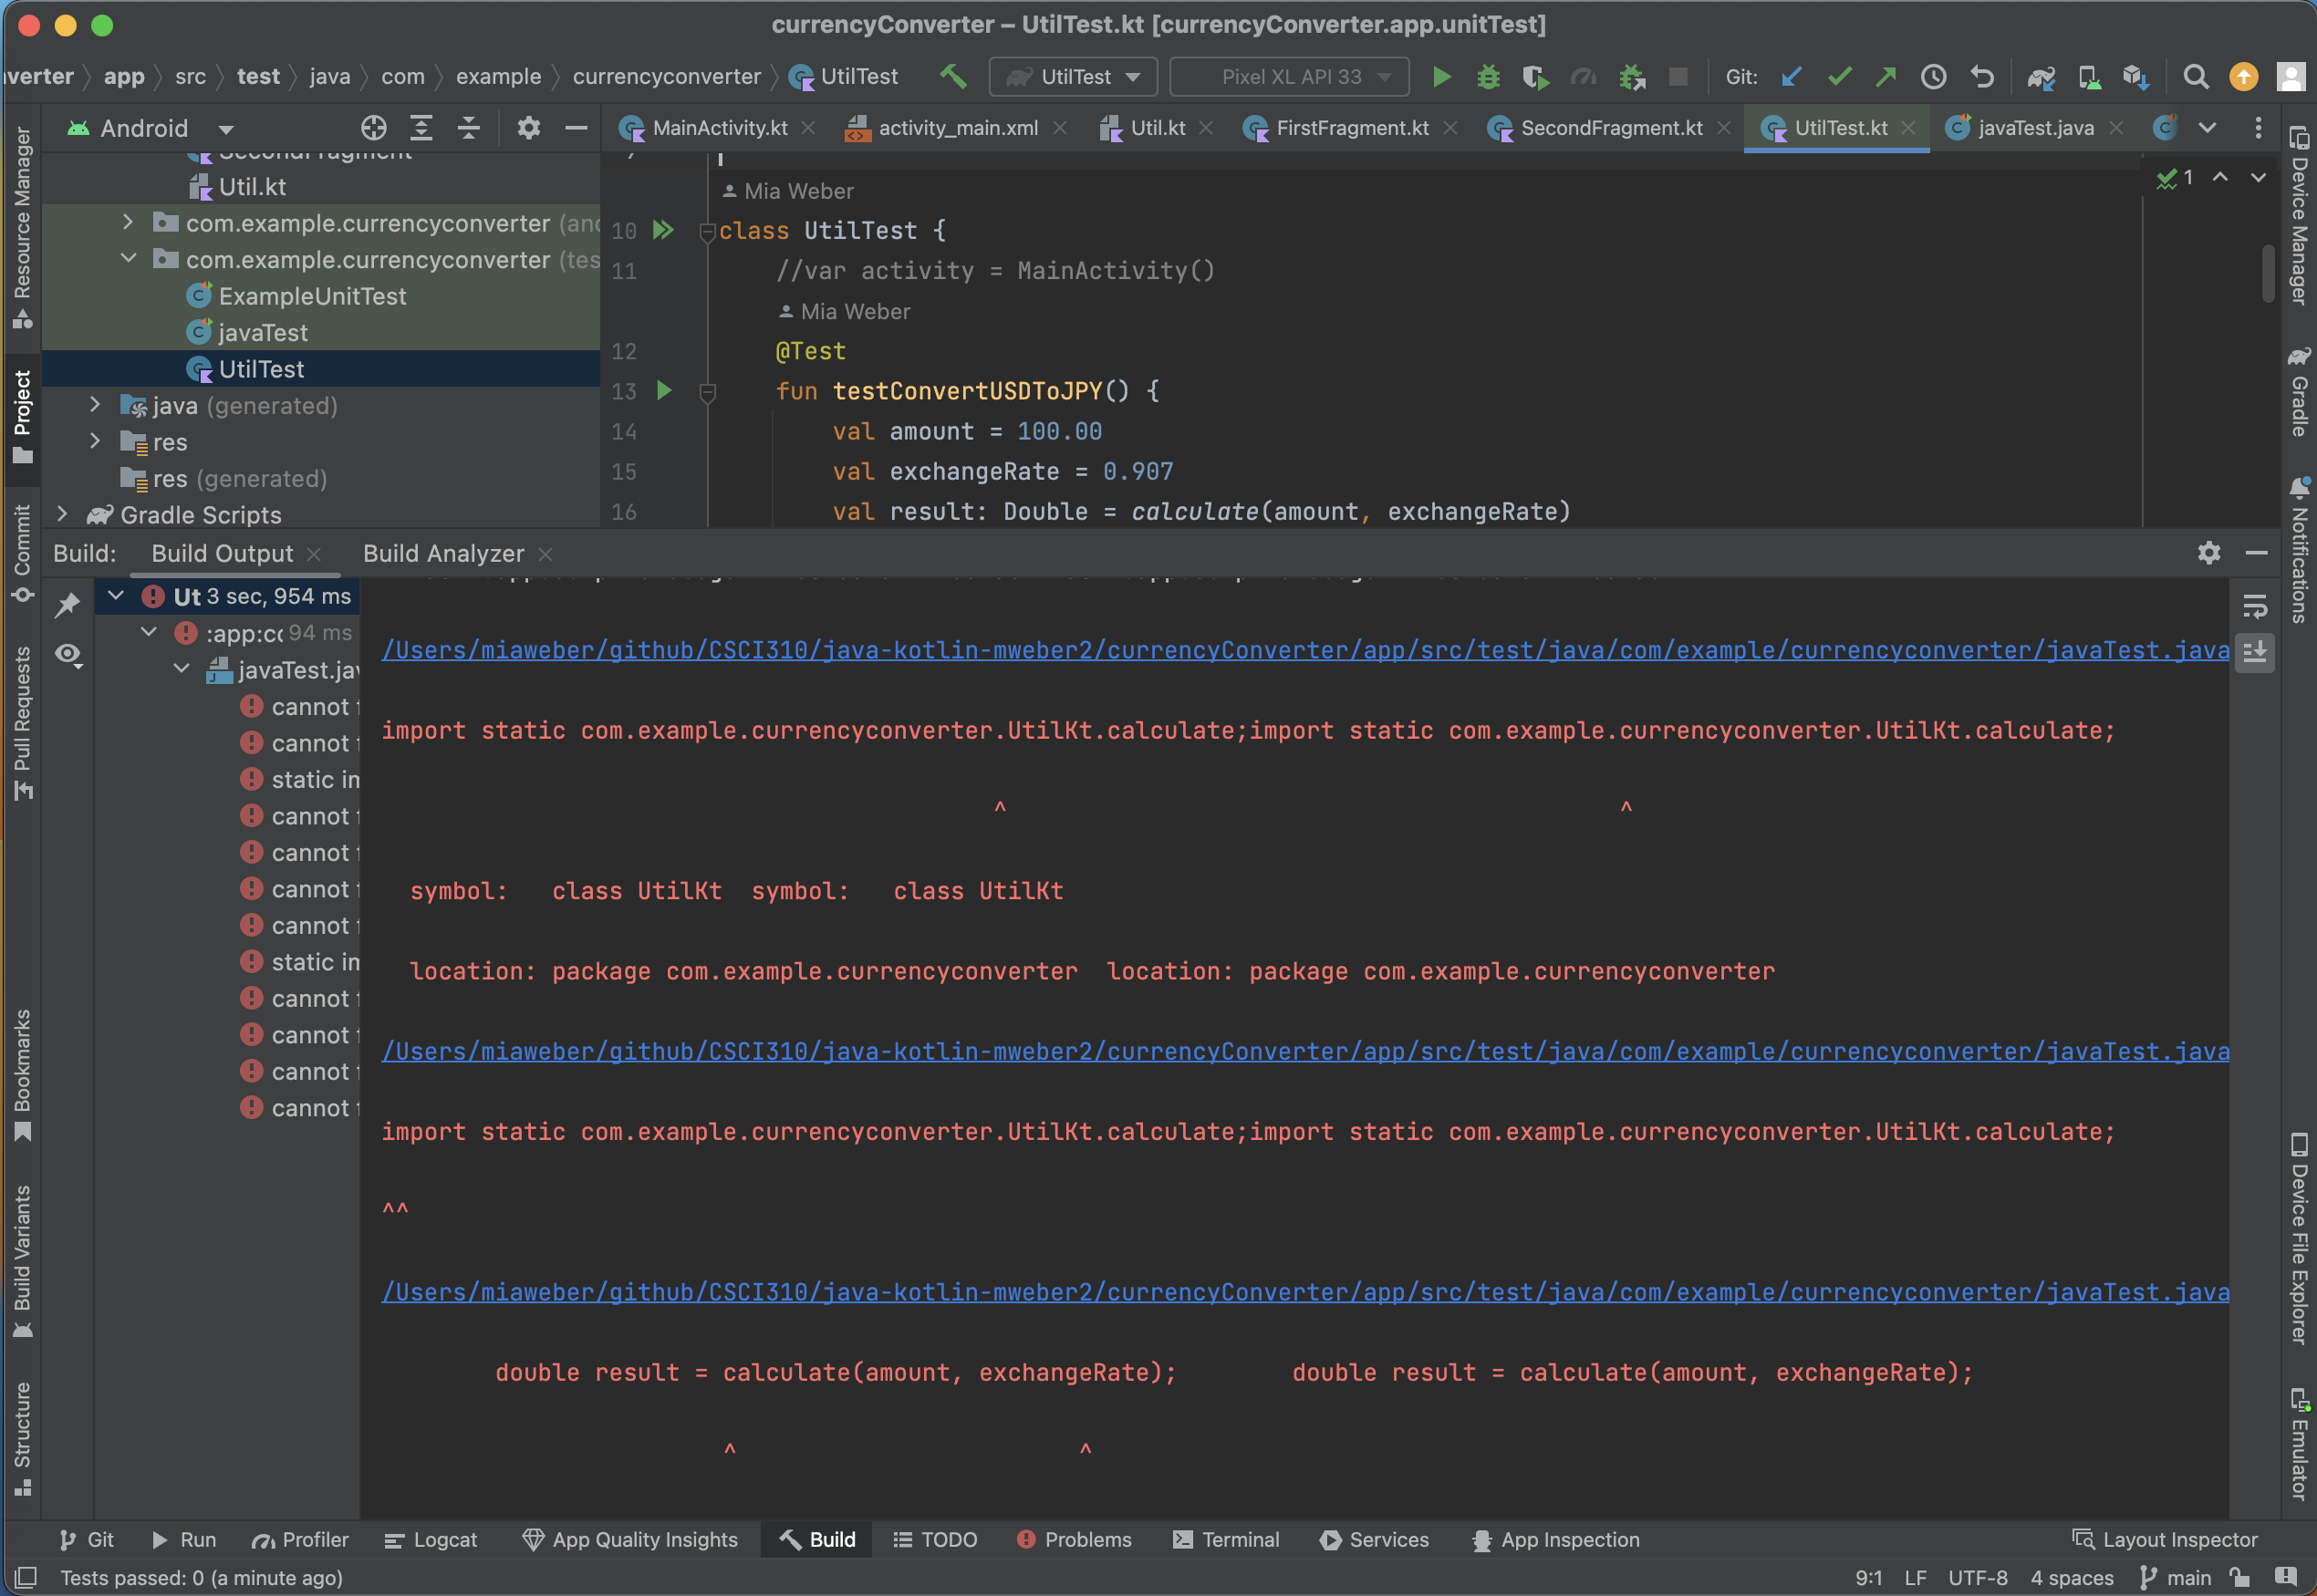 currencyConverter – UtilTest.kt [currencyConverter.app.unitTest]
verter 〉 app 〉 src 〉 test 〉 java 〉 com 〉 example 〉 currencyconverter 〉 UtilTest
UtilTest
Pixel XL API 33
Git:
Android
MainActivity.kt
activity_main.xml
Util.kt
FirstFragment.kt
SecondFragment.kt
UtilTest.kt
javaTest.java
SecondFragment
Util.kt
com.example.currencyconverter (and
com.example.currencyconverter (tes
ExampleUnitTest
javaTest
UtilTest
java (generated)
res
res (generated)
Gradle Scripts
Mia Weber
1
10 class UtilTest {
11 //var activity = MainActivity()
Mia Weber
12 @Test
13 fun testConvertUSDToJPY() {
14 val amount = 100.00
15 val exchangeRate = 0.907
16 val result: Double = calculate(amount, exchangeRate)
Resource Manager
Project
Commit
Pull Requests
Bookmarks
Build Variants
Structure
Device Manager
Gradle
Notifications
Device File Explorer
Emulator
Build:
Build Output
Build Analyzer
Ut 3 sec, 954 ms
:app:co 94 ms
javaTest.jav
cannot f
cannot f
static im
cannot f
cannot f
cannot f
cannot f
static im
cannot f
cannot f
cannot f
cannot f
/Users/miaweber/github/CSCI310/java-kotlin-mweber2/currencyConverter/app/src/test/java/com/example/currencyconverter/javaTest.java
import static com.example.currencyconverter.UtilKt.calculate;import static com.example.currencyconverter.UtilKt.calculate;
^ ^
symbol:   class UtilKt  symbol:   class UtilKt
location: package com.example.currencyconverter  location: package com.example.currencyconverter
/Users/miaweber/github/CSCI310/java-kotlin-mweber2/currencyConverter/app/src/test/java/com/example/currencyconverter/javaTest.java
import static com.example.currencyconverter.UtilKt.calculate;import static com.example.currencyconverter.UtilKt.calculate;
^^
/Users/miaweber/github/CSCI310/java-kotlin-mweber2/currencyConverter/app/src/test/java/com/example/currencyconverter/javaTest.java
double result = calculate(amount, exchangeRate);        double result = calculate(amount, exchangeRate);
^ ^
Git
Run
Profiler
Logcat
App Quality Insights
Build
TODO
Problems
Terminal
Services
App Inspection
Layout Inspector
Tests passed: 0 (a minute ago)
9:1 LF UTF-8 4 spaces main